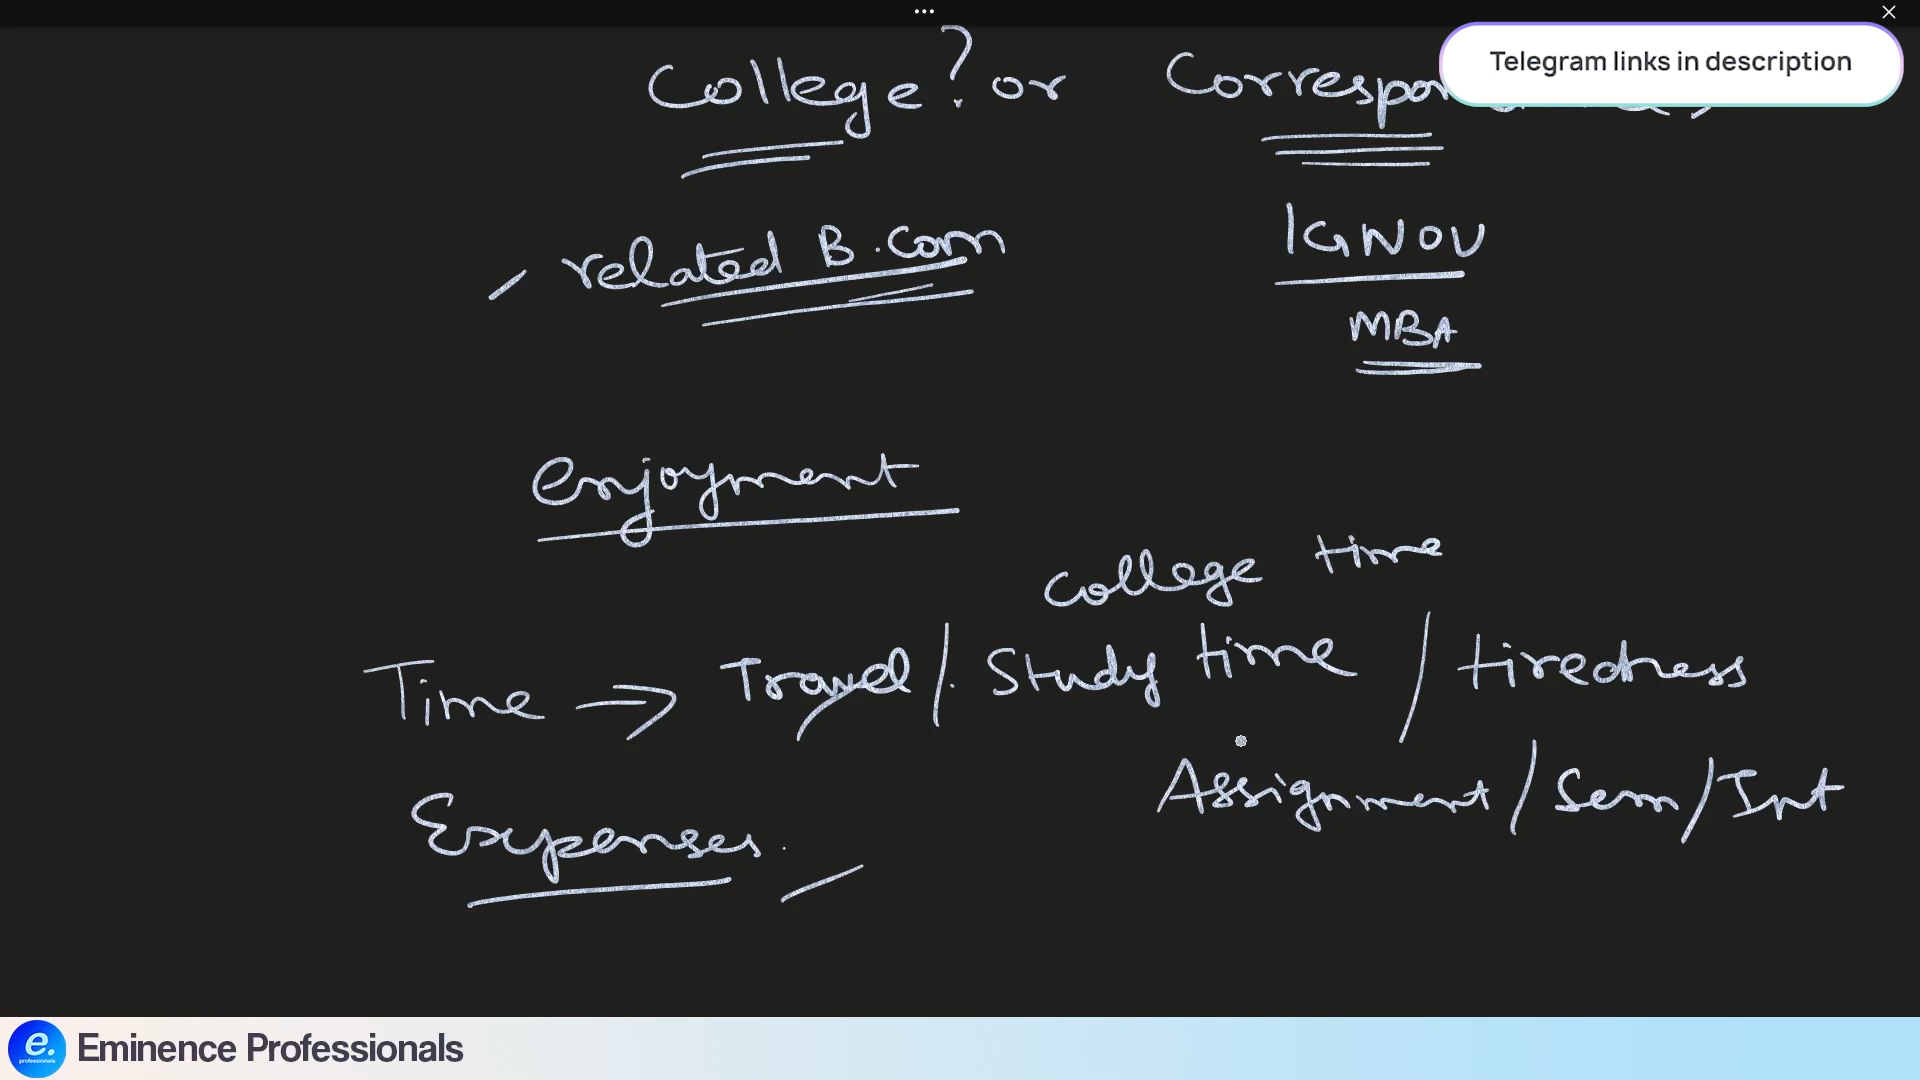 Telegram links in description
College? or
related B.Com
IGNOU
MBA
enjoyment
College time
Time → Travel / Study time / tiredness
Assignment / Sem / Int
Expenses.
e.
professionals
Eminence Professionals